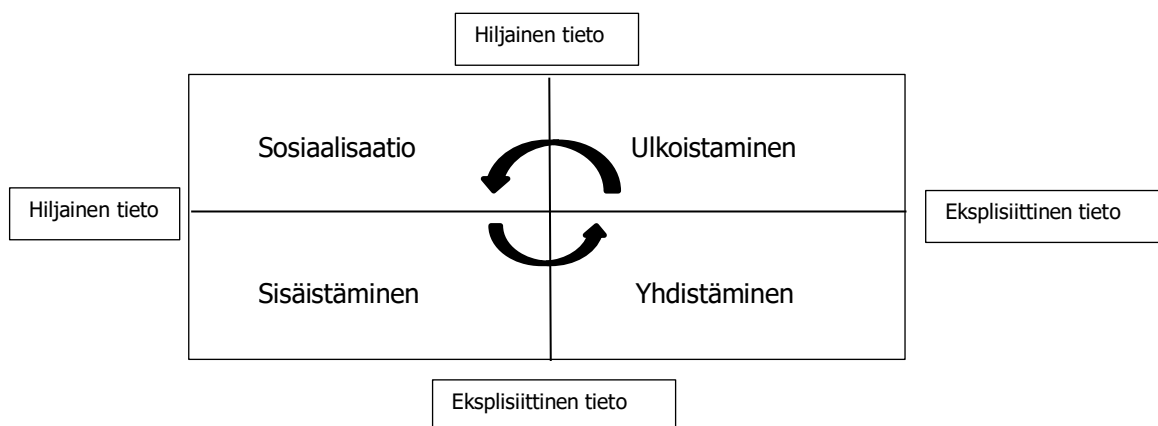 Hiljainen tieto
Sosiaalisaatio
Ulkoistaminen
Hiljainen tieto
Eksplisiittinen tieto
Sisäistäminen
Yhdistäminen
Eksplisiittinen tieto